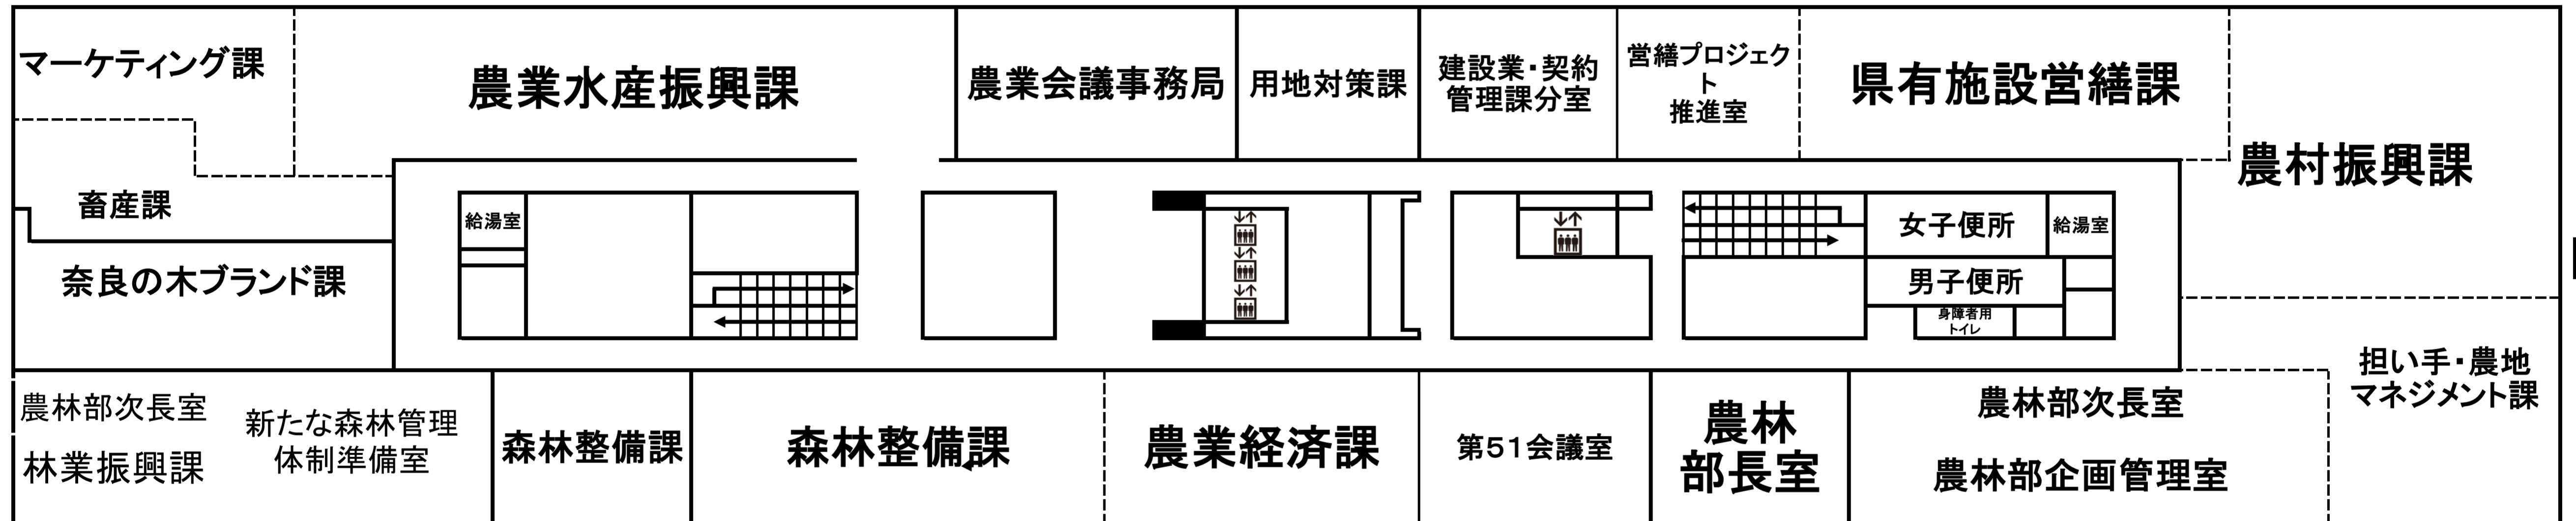 マーケティング課
農業水産振興課
農業会議事務局
用地対策課
建設業・契約
管理課分室
営繕プロジェク
ト
推進室
県有施設営繕課
農村振興課
畜産課
奈良の木ブランド課
給湯室
女子便所
給湯室
男子便所
身障者用
トイレ
担い手・農地
マネジメント課
農林部次長室
林業振興課
新たな森林管理
体制準備室
森林整備課
森林整備課
農業経済課
第51会議室
農林
部長室
農林部次長室
農林部企画管理室